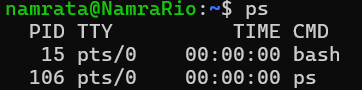 namrata@NamraRio:~$ ps
  PID TTY          TIME CMD
   15 pts/0    00:00:00 bash
  106 pts/0    00:00:00 ps